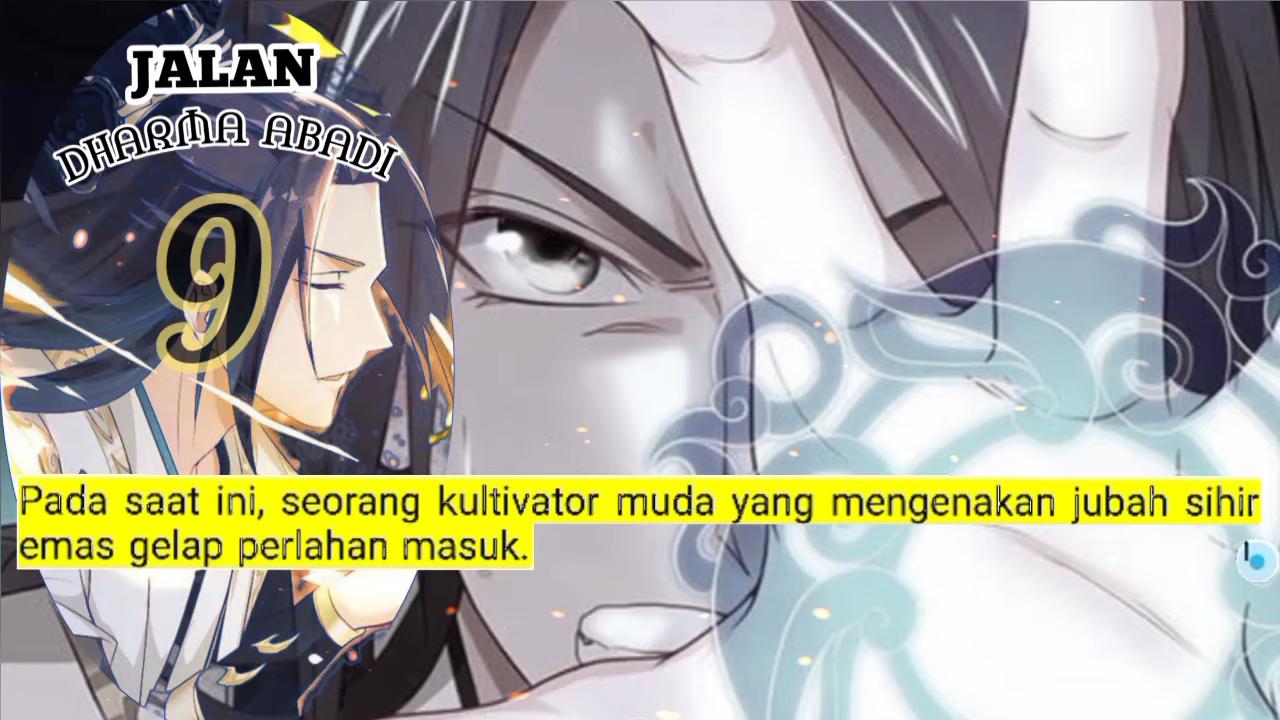 JALAN
DHARMA ABADI
9
Pada saat ini, seorang kultivator muda yang mengenakan jubah sihir
emas gelap perlahan masuk.